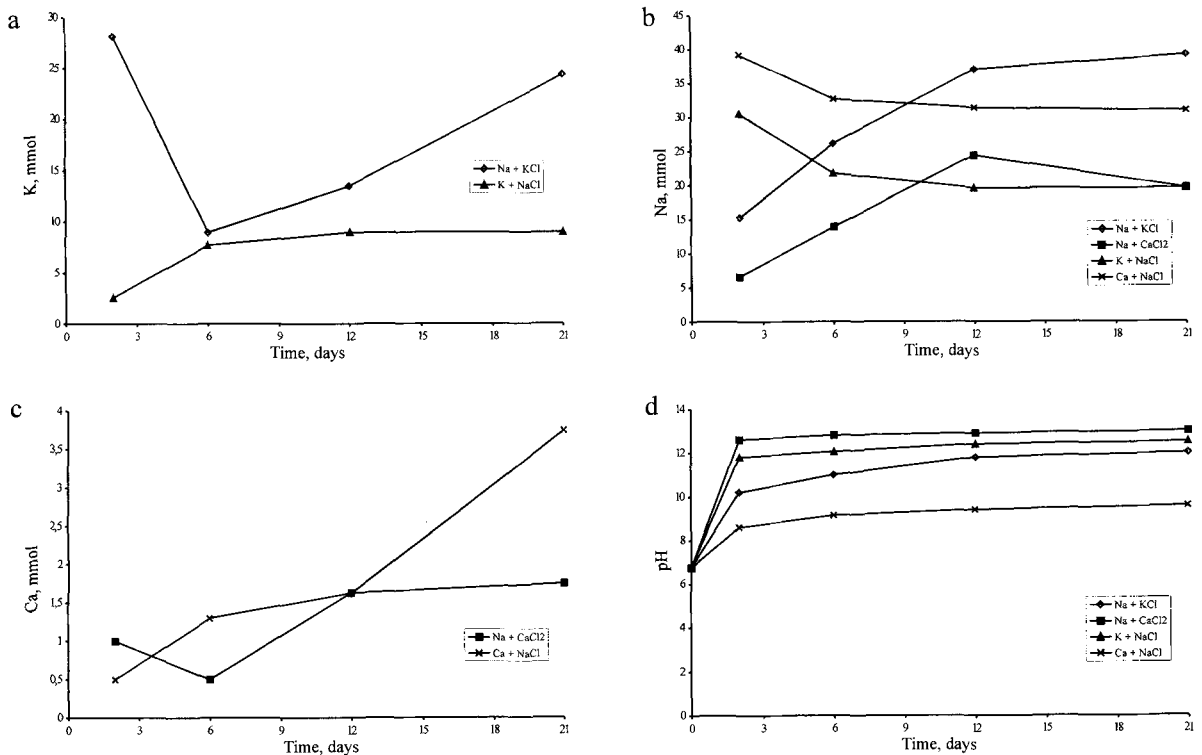 a
K, mmol
30
25
20
15
10
5
0
0 3 6 9 12 15 18 21
Time, days
Na + KCl
K + NaCl
b
Na, mmol
45
40
35
30
25
20
15
10
5
0
0 3 6 9 12 15 18 21
Time, days
Na + KCl
Na + CaCl2
K + NaCl
Ca + NaCl
c
Ca, mmol
4
3,5
3
2,5
2
1,5
1
0,5
0
0 3 6 9 12 15 18 21
Time, days
Na + CaCl2
Ca + NaCl
d
pH
14
12
10
8
6
4
2
0
0 3 6 9 12 15 18 21
Time, days
Na + KCl
Na + CaCl2
K + NaCl
Ca + NaCl